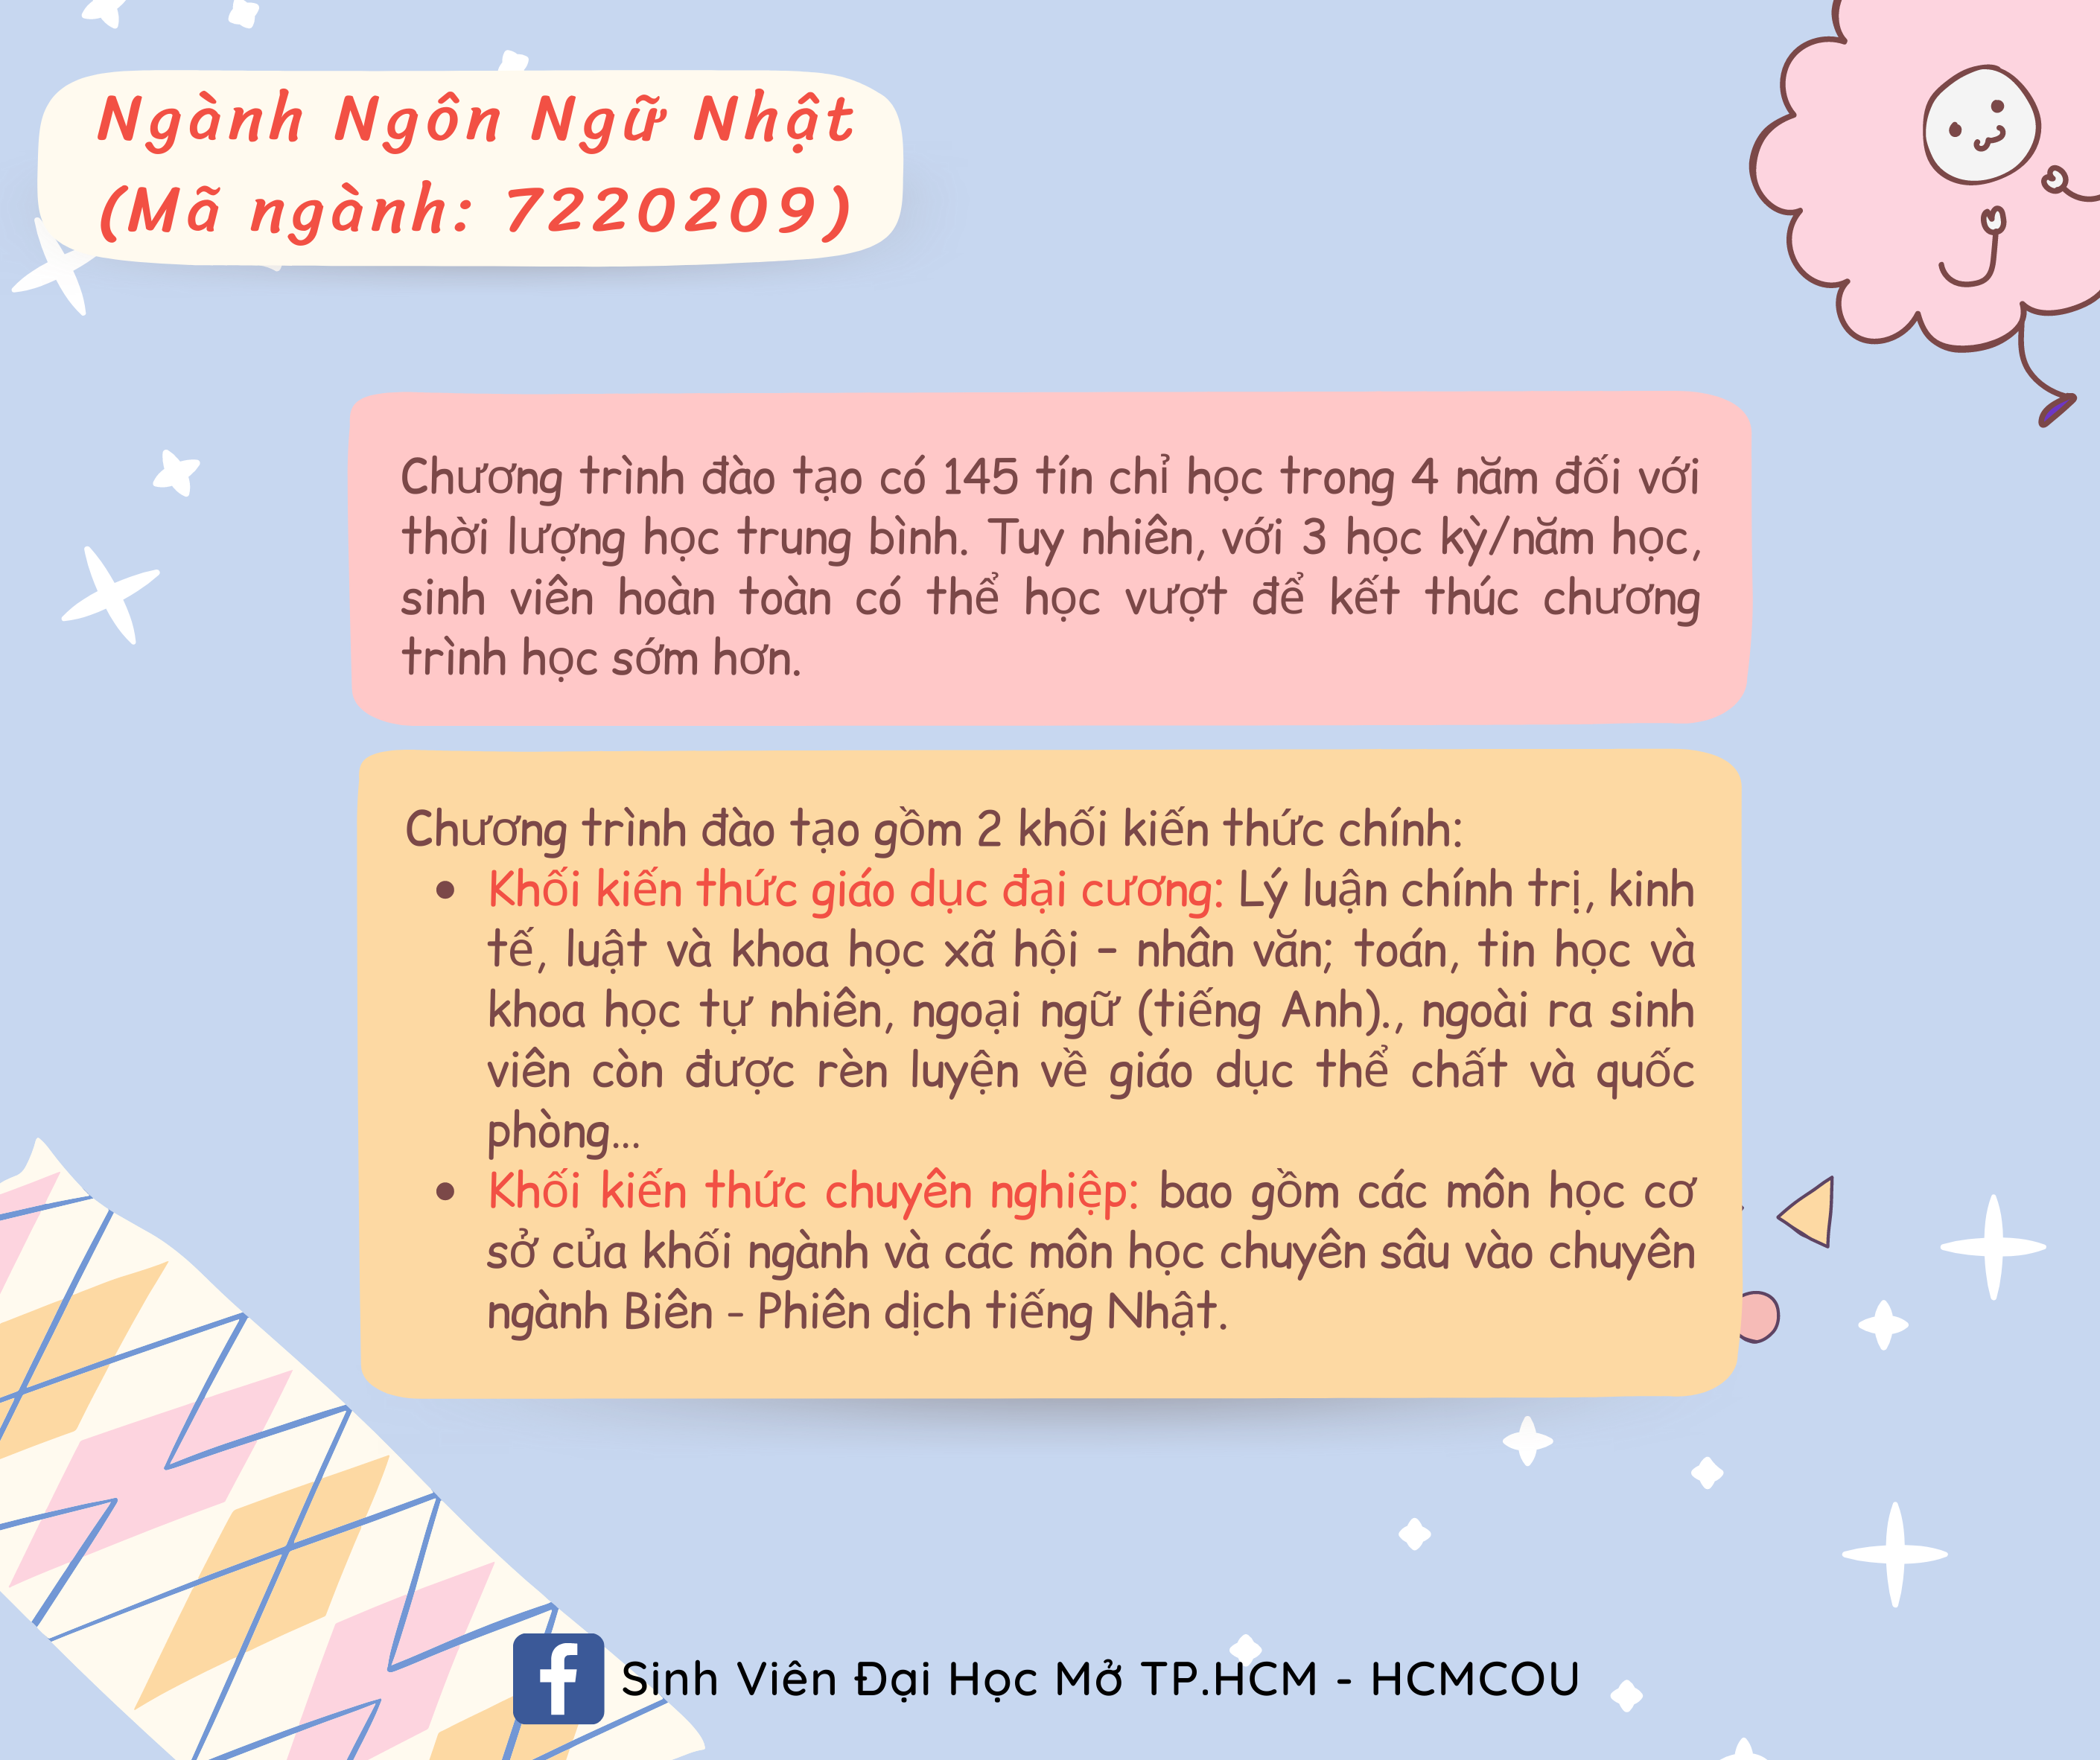 Ngành Ngôn Ngữ Nhật
(Mã ngành: 7220209)
Chương trình đào tạo có 145 tín chỉ học trong 4 năm đối với
thời lượng học trung bình. Tuy nhiên, với 3 học kỳ/năm học,
sinh viên hoàn toàn có thể học vượt để kết thúc chương
trình học sớm hơn.
Chương trình đào tạo gồm 2 khối kiến thức chính:
• Khối kiến thức giáo dục đại cương: Lý luận chính trị, kinh
tế, luật và khoa học xã hội – nhân văn; toán, tin học và
khoa học tự nhiên, ngoại ngữ (tiếng Anh)., ngoài ra sinh
viên còn được rèn luyện về giáo dục thể chất và quốc
phòng...
• Khối kiến thức chuyên nghiệp: bao gồm các môn học cơ
sở của khối ngành và các môn học chuyên sâu vào chuyên
ngành Biên - Phiên dịch tiếng Nhật.
Sinh Viên Đại Học Mở TP.HCM - HCMCOU